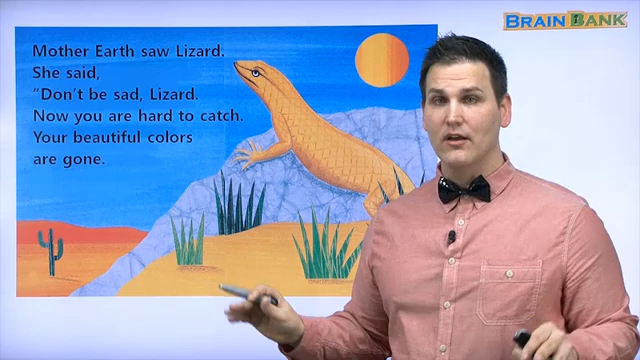 BRAIN BANK
Mother Earth saw Lizard.
She said,
“Don’t be sad, Lizard.
Now you are hard to catch.
Your beautiful colors
are gone.